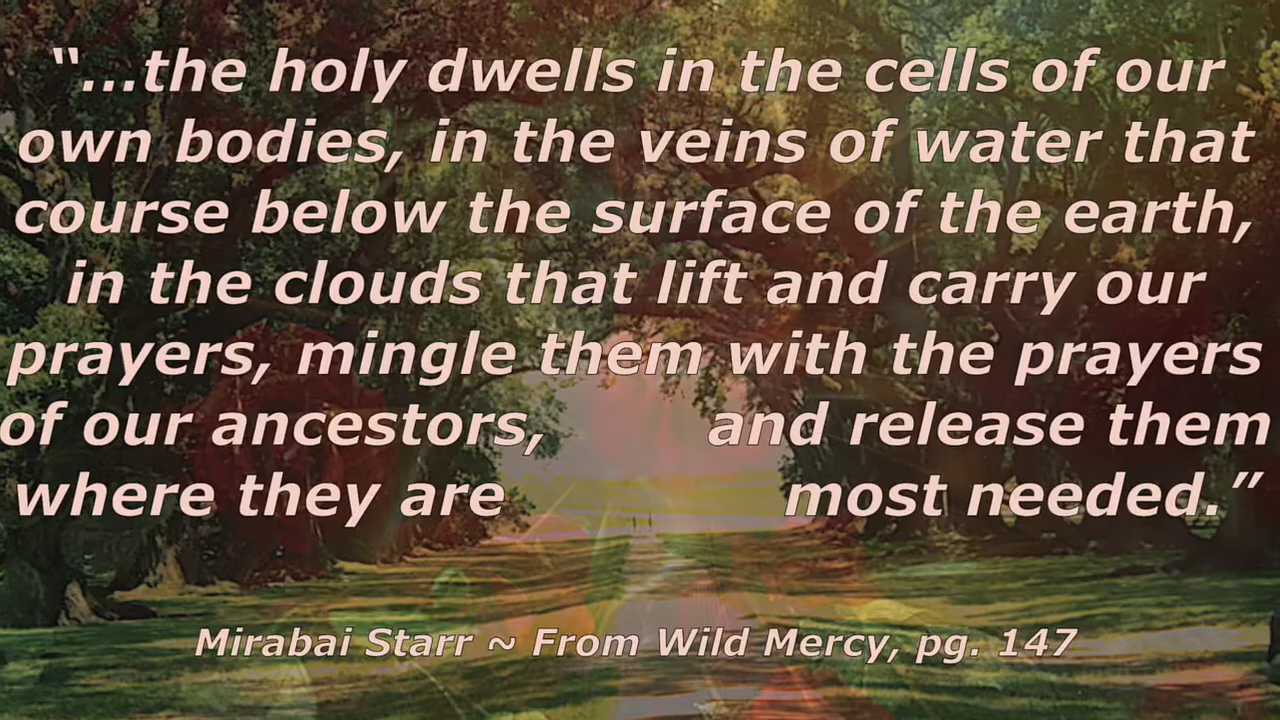 “...the holy dwells in the cells of our
own bodies, in the veins of water that
course below the surface of the earth,
in the clouds that lift and carry our
prayers, mingle them with the prayers
of our ancestors, and release them
where they are most needed.”
Mirabai Starr ~ From Wild Mercy, pg. 147